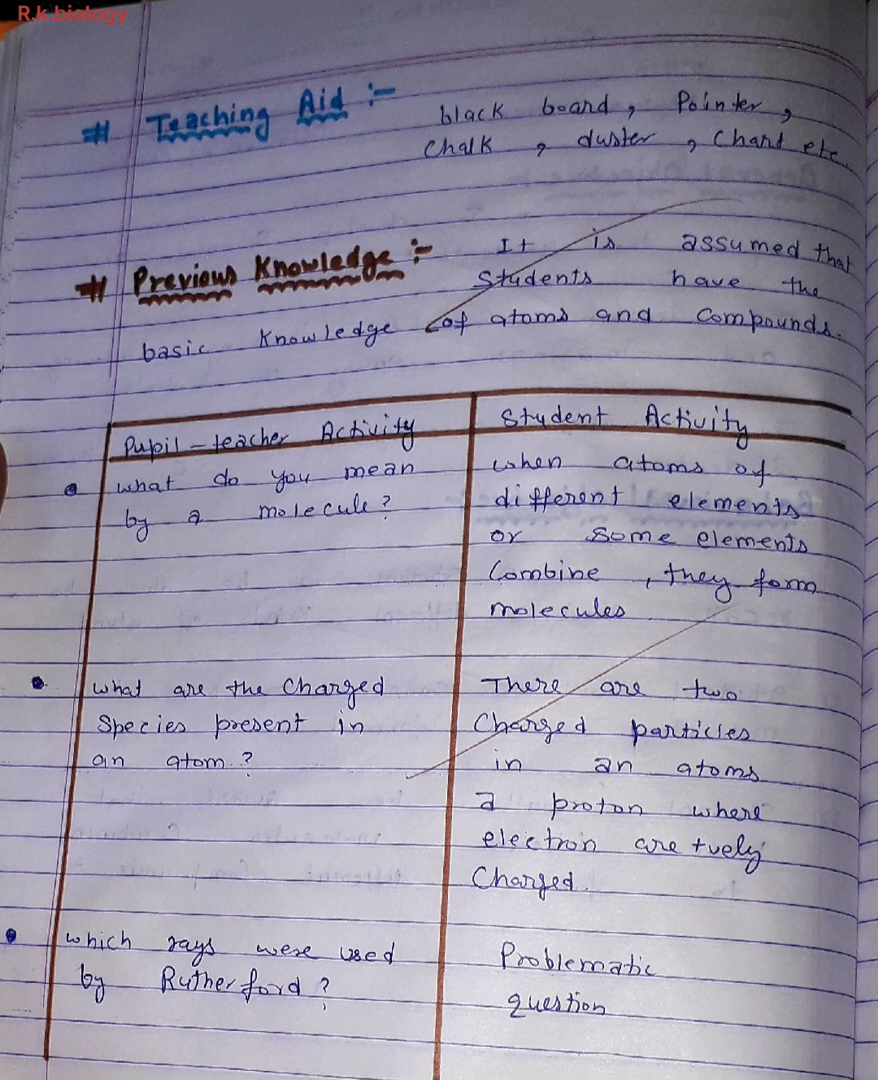 R.k.biology
# Teaching Aid :- black board, Pointer,
Chalk, duster, Chart etc.
# Previous Knowledge :- It is assumed that
Students have the
basic Knowledge of atoms and Compounds.
Pupil-teacher Activity
Student Activity
• what do you mean
by a molecule?
when atoms of
different elements
or some elements
Combine, they form
molecules
• what are the Charged
Species present in
an atom?
There are two
Charged particles
in an atoms
a proton where
electron are +vely
Charged.
• which rays were used
by Rutherford?
Problematic
question